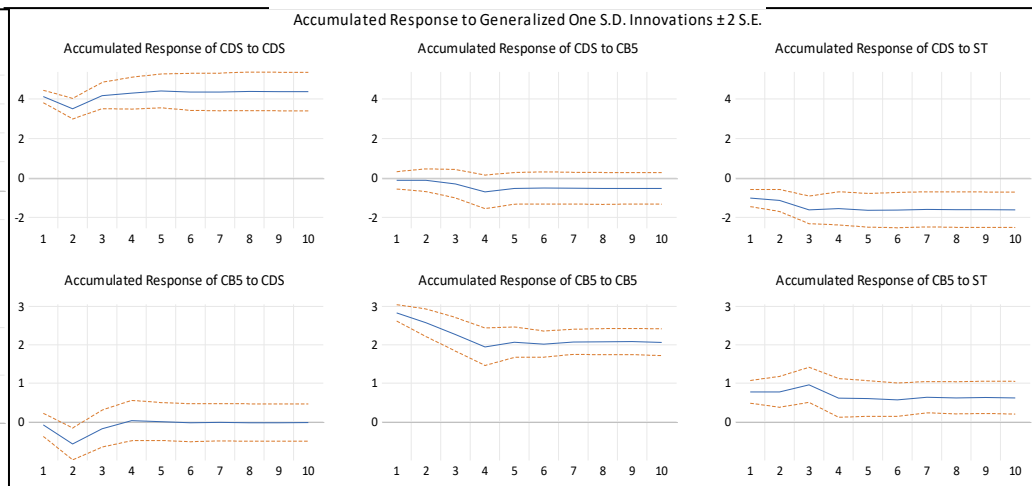 Accumulated Response to Generalized One S.D. Innovations ± 2 S.E.
Accumulated Response of CDS to CDS
4
2
0
-2
1 2 3 4 5 6 7 8 9 10
Accumulated Response of CDS to CB5
4
2
0
-2
1 2 3 4 5 6 7 8 9 10
Accumulated Response of CDS to ST
4
2
0
-2
1 2 3 4 5 6 7 8 9 10
Accumulated Response of CB5 to CDS
3
2
1
0
1 2 3 4 5 6 7 8 9 10
Accumulated Response of CB5 to CB5
3
2
1
0
1 2 3 4 5 6 7 8 9 10
Accumulated Response of CB5 to ST
3
2
1
0
1 2 3 4 5 6 7 8 9 10